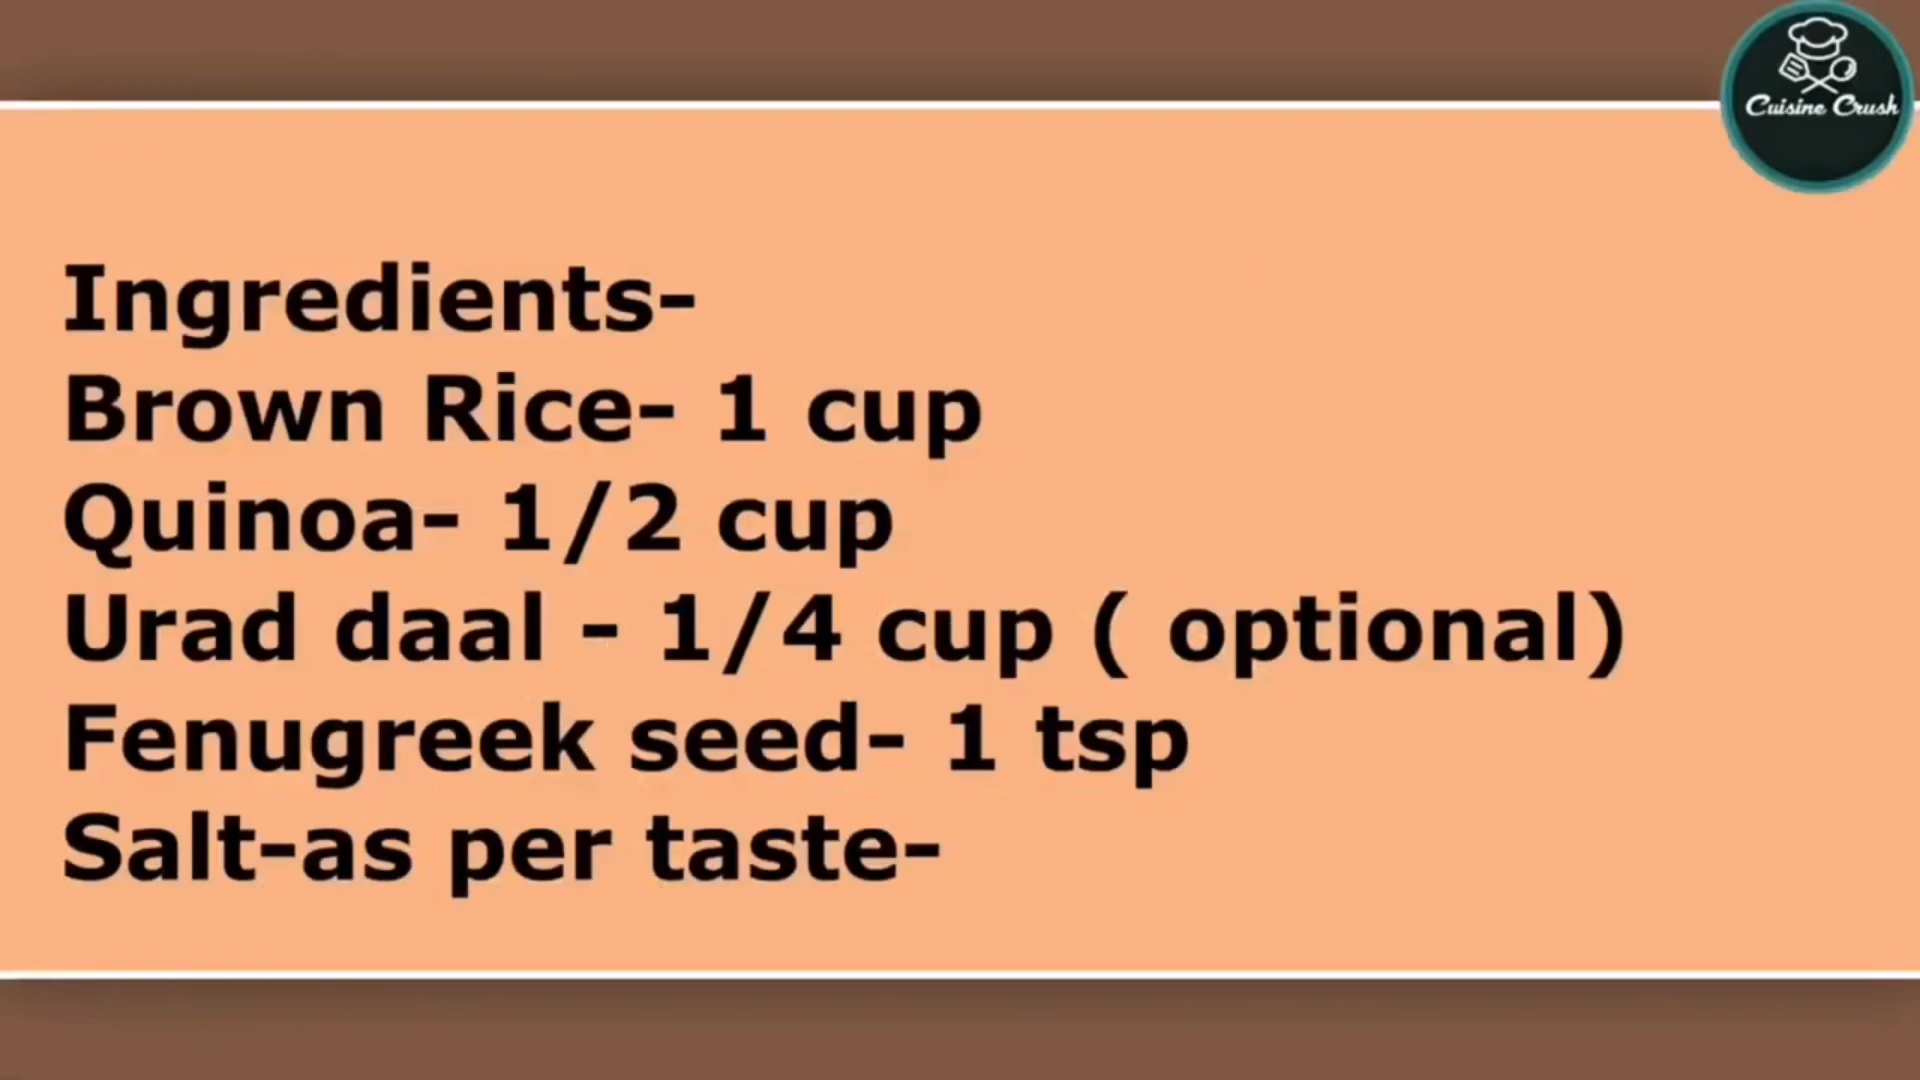 Cuisine Crush
Ingredients-
Brown Rice- 1 cup
Quinoa- 1/2 cup
Urad daal - 1/4 cup ( optional)
Fenugreek seed- 1 tsp
Salt-as per taste-